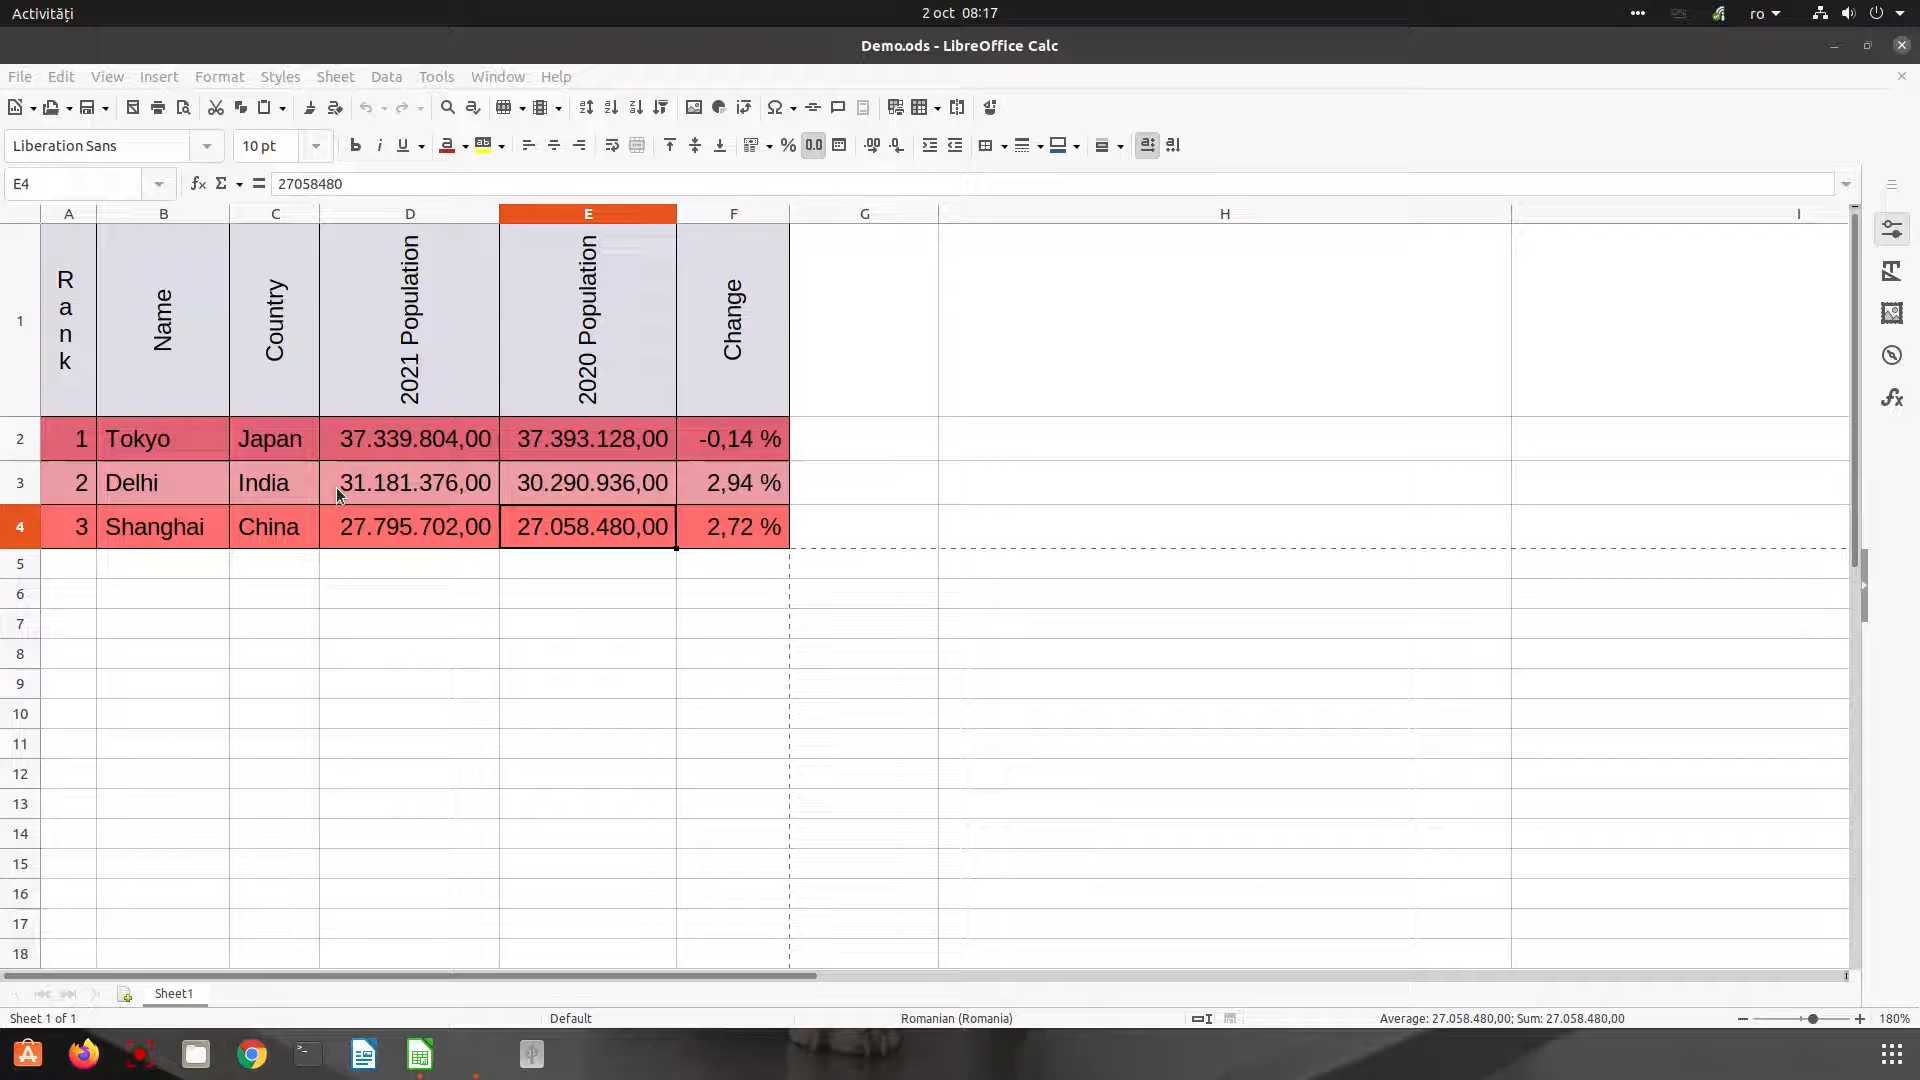 Activități
2 oct 08:17
ro
Demo.ods - LibreOffice Calc
File Edit View Insert Format Styles Sheet Data Tools Window Help
Liberation Sans 10 pt
E4 27058480
A B C D E F G H I
1 Rank Name Country 2021 Population 2020 Population Change
2 1 Tokyo Japan 37.339.804,00 37.393.128,00 -0,14 %
3 2 Delhi India 31.181.376,00 30.290.936,00 2,94 %
4 3 Shanghai China 27.795.702,00 27.058.480,00 2,72 %
5
6
7
8
9
10
11
12
13
14
15
16
17
18
Sheet1
Sheet 1 of 1 Default Romanian (Romania) Average: 27.058.480,00; Sum: 27.058.480,00 180%